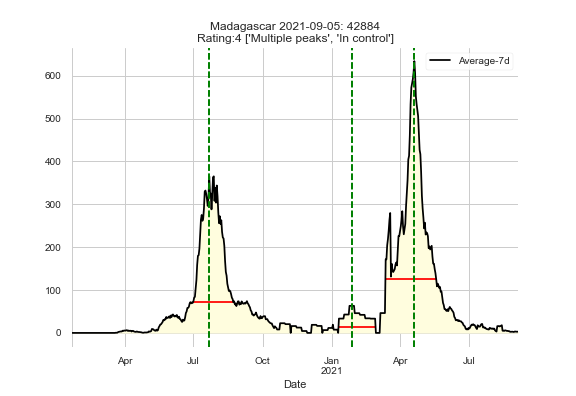 Madagascar 2021-09-05: 42884
Rating:4 ['Multiple peaks', 'In control']
Average-7d
600
500
400
300
200
100
0
Apr Jul Oct Jan Apr Jul
2021
Date